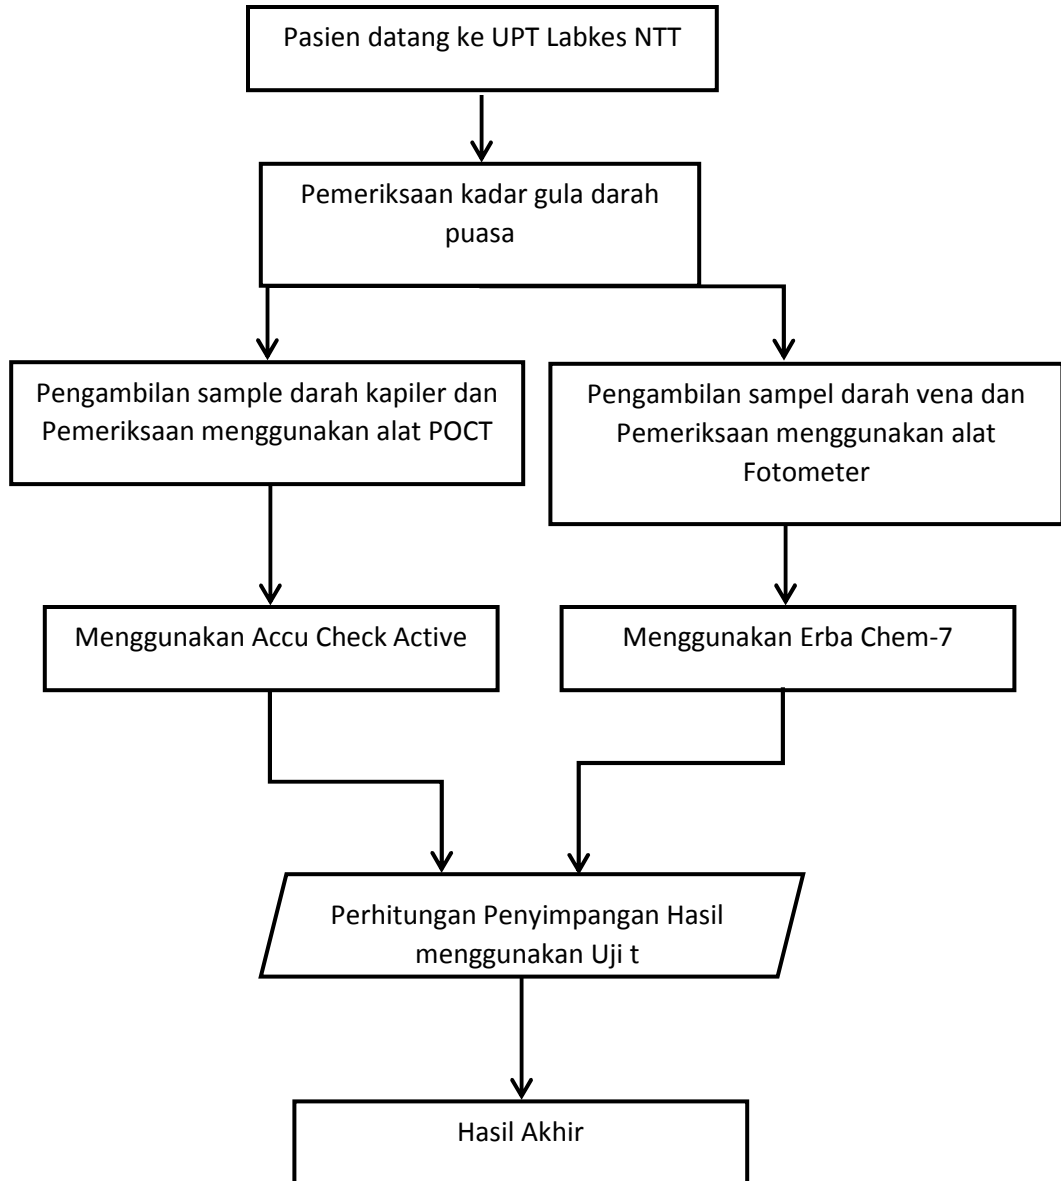 Pasien datang ke UPT Labkes NTT
Pemeriksaan kadar gula darah
puasa
Pengambilan sample darah kapiler dan
Pemeriksaan menggunakan alat POCT
Pengambilan sampel darah vena dan
Pemeriksaan menggunakan alat
Fotometer
Menggunakan Accu Check Active
Menggunakan Erba Chem-7
Perhitungan Penyimpangan Hasil
menggunakan Uji t
Hasil Akhir